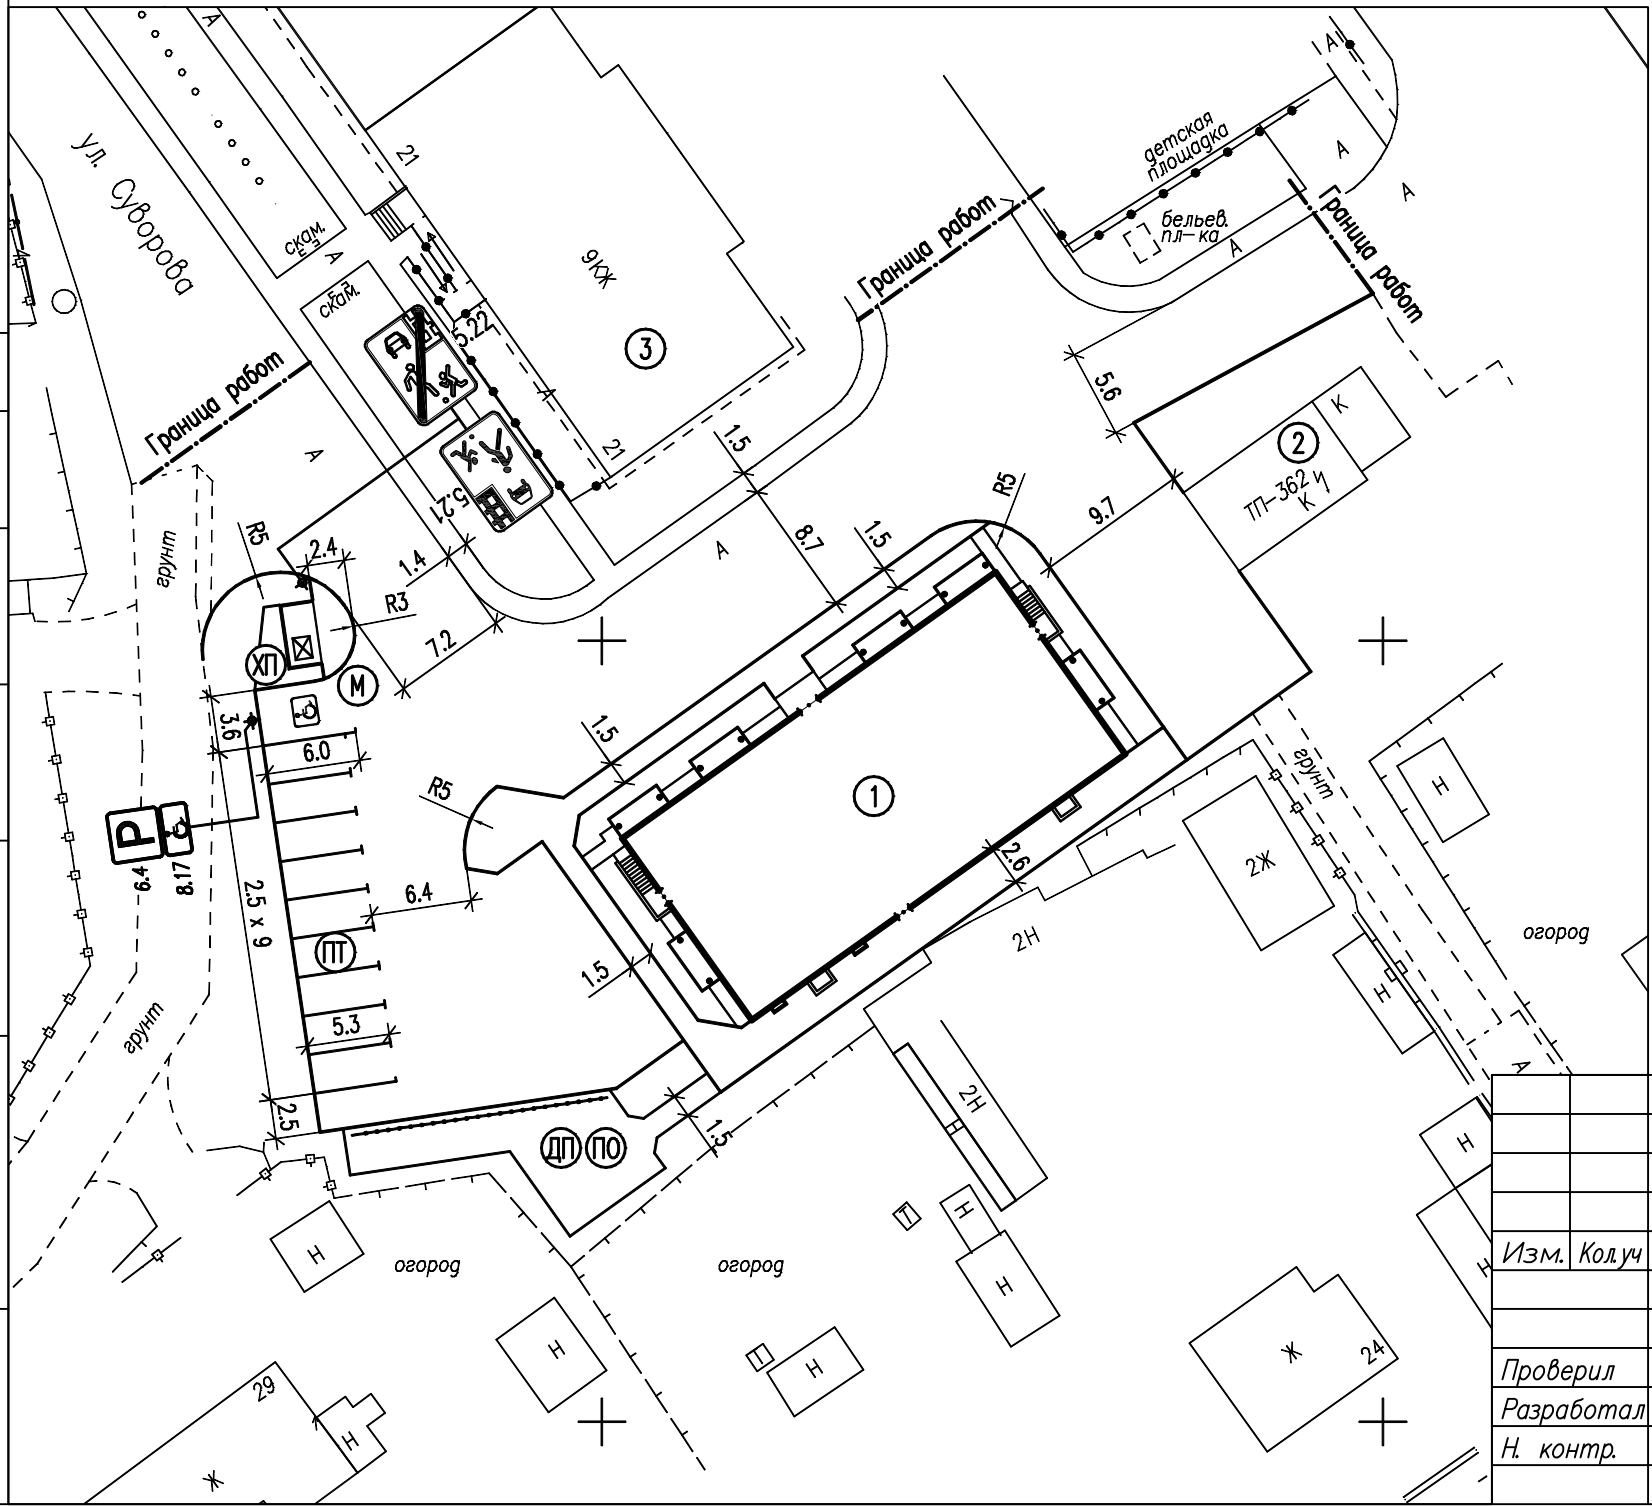 А
ул. Суворова
скам.
А
скам.
21
9КЖ
3
5.22
А
21
5.21
Граница работ
А
Граница работ
детская
площадка
бельев.
пл-ка
А
А
А
А
Граница работ
5.6
К
2
ТП-362
К
9.7
R5
1.5
8.7
1.5
А
грунт
R5
2.4
1.4
R3
7.2
ХП
М
3.6
6.0
1.5
R5
1
P
6.4
8.17
2.5 х 9
6.4
ПТ
1.5
2.6
5.3
2.5
грунт
ДП
ПО
1.5
2Н
2Н
Н
грунт
2Ж
Н
огород
Н
А
Н
Н
Т
Н
Н
Н
огород
огород
Н
Н
Ж
24
29
Н
Ж
Изм.
Кол.уч
Проверил
Разработал
Н. контр.